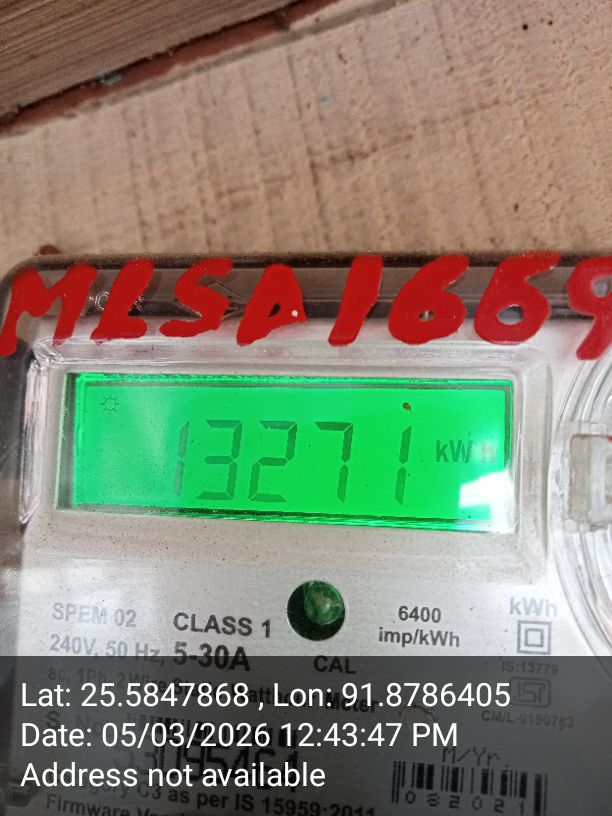 MLSA1669
13271 kWh
SPEM 02
CLASS 1
6400
imp/kWh
kWh
240V, 50 Hz, 5-30A
CAL
IS:13779
Lat: 25.5847868 , Lon: 91.8786405
CM/L-9190783
Date: 05/03/2026 12:43:47 PM
M/Yr.
Address not available
as per IS 15959:2011
082021
Firmware